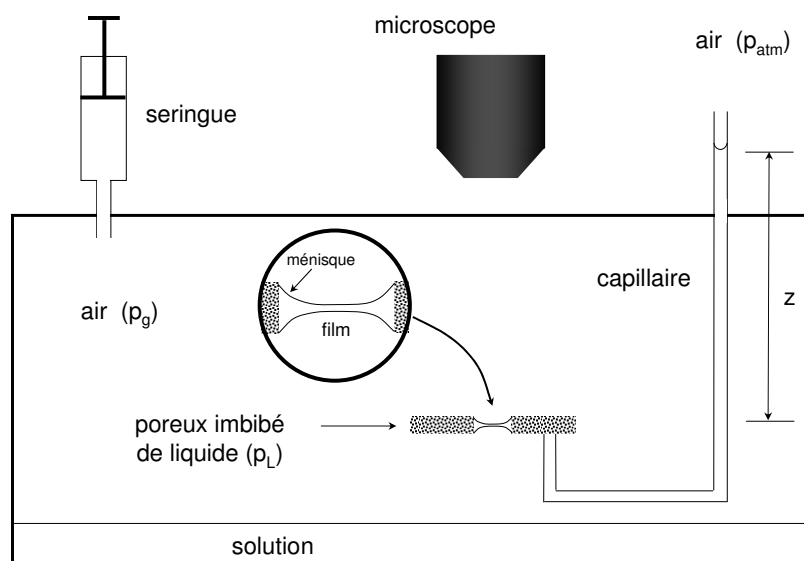 microscope
air (p_atm)
seringue
ménisque
capillaire
air (p_g)
film
z
poreux imbibé
de liquide (p_L)
solution